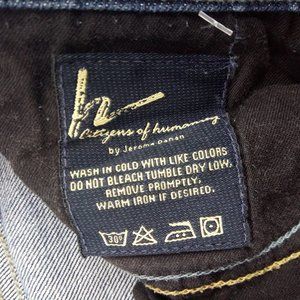 Citizens of humanity
by Jerome Dahan
WASH IN COLD WITH LIKE COLORS
DO NOT BLEACH TUMBLE DRY LOW.
REMOVE PROMPTLY.
WARM IRON IF DESIRED.
30°